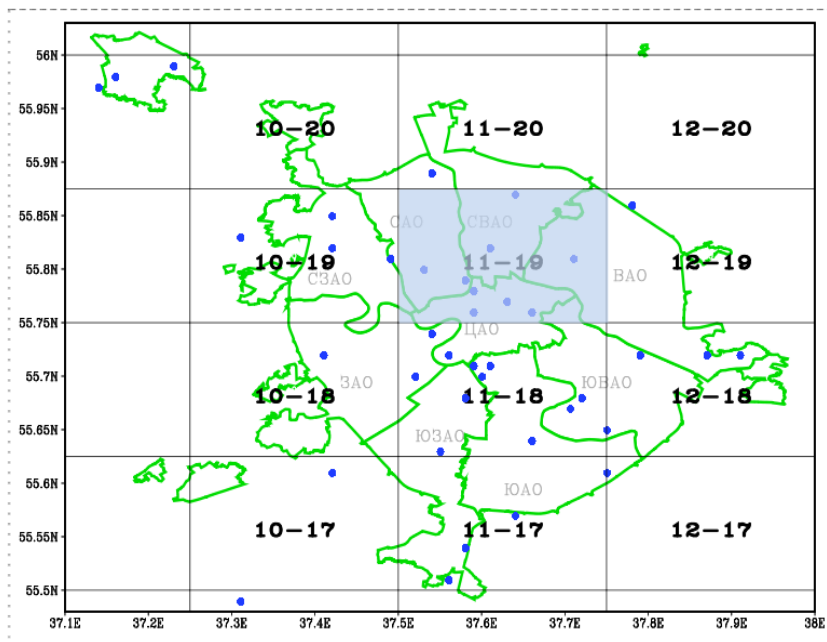 56N
55.95N
10-20 11-20 12-20
55.9N
55.85N
САО СВАО
55.8N
10-19 11-19 12-19
СЗАО ВАО
55.75N
ЦАО
55.7N
ЗАО ЮВАО
10-18 11-18 12-18
55.65N
ЮЗАО
55.6N
ЮАО
55.55N
10-17 11-17 12-17
55.5N
37.1E 37.2E 37.3E 37.4E 37.5E 37.6E 37.7E 37.8E 37.9E 38E